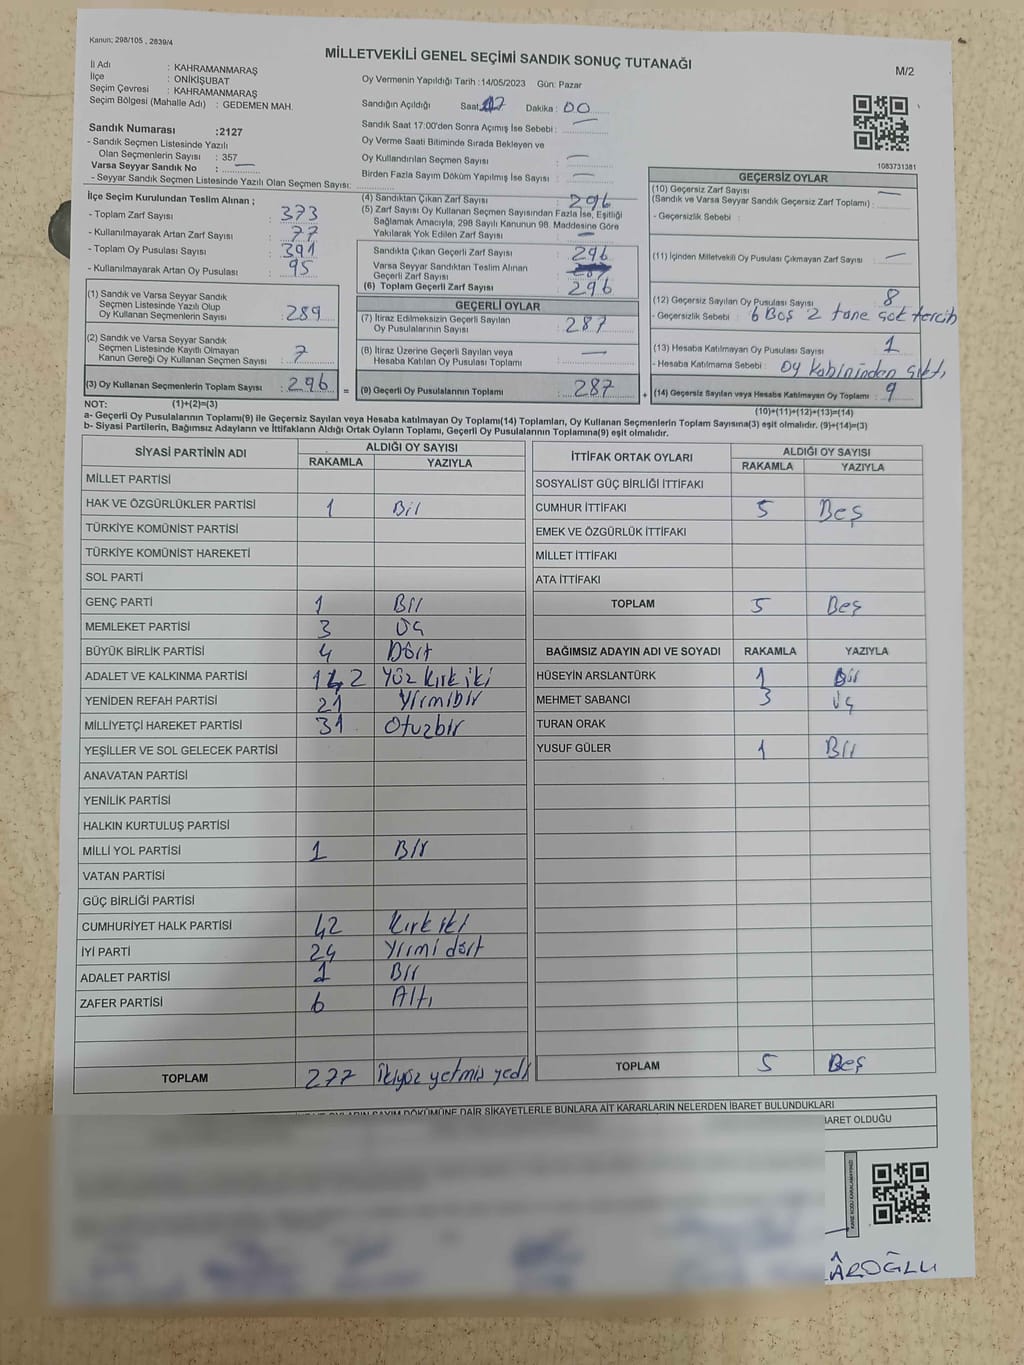 Kanun; 298/105 , 2839/4
MİLLETVEKİLİ GENEL SEÇİMİ SANDIK SONUÇ TUTANAĞI
M/2
İl Adı : KAHRAMANMARAŞ
İlçe : ONİKİŞUBAT
Seçim Çevresi : KAHRAMANMARAŞ
Seçim Bölgesi (Mahalle Adı) : GEDEMEN MAH.
Sandık Numarası :2127
- Sandık Seçmen Listesinde Yazılı
Olan Seçmenlerin Sayısı : 357
Varsa Seyyar Sandık No : —
- Seyyar Sandık Seçmen Listesinde Yazılı Olan Seçmen Sayısı:
Oy Vermenin Yapıldığı Tarih :14/05/2023 Gün: Pazar
Sandığın Açıldığı Saat: 17 Dakika : 00
Sandık Saat 17:00'den Sonra Açımış İse Sebebi : —
Oy Verme Saati Bitiminde Sırada Bekleyen ve
Oy Kullandırılan Seçmen Sayısı : —
Birden Fazla Sayım Döküm Yapılmış İse Sayısı : —
1083731381
İlçe Seçim Kurulundan Teslim Alınan ;
- Toplam Zarf Sayısı : 373
- Kullanılmayarak Artan Zarf Sayısı : 77
- Toplam Oy Pusulası Sayısı : 391
- Kullanılmayarak Artan Oy Pusulası : 95
(4) Sandıktan Çıkan Zarf Sayısı : 296
(5) Zarf Sayısı Oy Kullanan Seçmen Sayısından Fazla İse, Eşitliği
Sağlamak Amacıyla, 298 Sayılı Kanunun 98. Maddesine Göre
Yakılarak Yok Edilen Zarf Sayısı : —
Sandıkta Çıkan Geçerli Zarf Sayısı : 296
Varsa Seyyar Sandıktan Teslim Alınan
Geçerli Zarf Sayısı :
(6) Toplam Geçerli Zarf Sayısı : 296
GEÇERSİZ OYLAR
(10) Geçersiz Zarf Sayısı —
(Sandık ve Varsa Seyyar Sandık Geçersiz Zarf Toplamı) :
- Geçersizlik Sebebi :
(11) İçinden Milletvekili Oy Pusulası Çıkmayan Zarf Sayısı : —
(12) Geçersiz Sayılan Oy Pusulası Sayısı : 8
- Geçersizlik Sebebi : 6 Boş 2 tane çok tercih
(13) Hesaba Katılmayan Oy Pusulası Sayısı : 1
- Hesaba Katılmama Sebebi : Oy kabininden çıktı
(14) Geçersiz Sayılan veya Hesaba Katılmayan Oy Toplamı : 9
(10)+(11)+(12)+(13)=(14)
(1) Sandık ve Varsa Seyyar Sandık
Seçmen Listesinde Yazılı Olup
Oy Kullanan Seçmenlerin Sayısı : 289
(2) Sandık ve Varsa Seyyar Sandık
Seçmen Listesinde Kayıtlı Olmayan
Kanun Gereği Oy Kullanan Seçmen Sayısı : 7
(3) Oy Kullanan Seçmenlerin Toplam Sayısı : 296
GEÇERLİ OYLAR
(7) İtiraz Edilmeksizin Geçerli Sayılan
Oy Pusulalarının Sayısı : 287
(8) İtiraz Üzerine Geçerli Sayılan veya
Hesaba Katılan Oy Pusulası Toplamı : —
= (9) Geçerli Oy Pusulalarının Toplamı : 287 +
NOT: (1)+(2)=(3)
a- Geçerli Oy Pusulasının Toplamı(9) ile Geçersiz Sayılan veya Hesaba katılmayan Oy Toplamı(14) Toplamları, Oy Kullanan Seçmenlerin Toplam Sayısına(3) eşit olmalıdır. (9)+(14)=(3)
b- Siyasi Partilerin, Bağımsız Adayların ve İttifakların Aldığı Ortak Oyların Toplamı, Geçerli Oy Pusulalarının Toplamına(9) eşit olmalıdır.
SİYASİ PARTİNİN ADI ALDIĞI OY SAYISI
RAKAMLA YAZIYLA
MİLLET PARTİSİ
HAK VE ÖZGÜRLÜKLER PARTİSİ 1 Bir
TÜRKİYE KOMÜNİST PARTİSİ
TÜRKİYE KOMÜNİST HAREKETİ
SOL PARTİ
GENÇ PARTİ 1 Bir
MEMLEKET PARTİSİ 3 Üç
BÜYÜK BİRLİK PARTİSİ 4 Dört
ADALET VE KALKINMA PARTİSİ 142 Yüz kırk iki
YENİDEN REFAH PARTİSİ 21 Yirmibir
MİLLİYETÇİ HAREKET PARTİSİ 31 Otuzbir
YEŞİLLER VE SOL GELECEK PARTİSİ
ANAVATAN PARTİSİ
YENİLİK PARTİSİ
HALKIN KURTULUŞ PARTİSİ
MİLLİ YOL PARTİSİ 1 Bir
VATAN PARTİSİ
GÜÇ BİRLİĞİ PARTİSİ
CUMHURİYET HALK PARTİSİ 42 Kırk iki
İYİ PARTİ 24 Yirmi dört
ADALET PARTİSİ 1 Bir
ZAFER PARTİSİ 6 Altı
TOPLAM 277 İkiyüz yetmiş yedi
İTTİFAK ORTAK OYLARI ALDIĞI OY SAYISI
RAKAMLA YAZIYLA
SOSYALİST GÜÇ BİRLİĞİ İTTİFAKI
CUMHUR İTTİFAKI 5 Beş
EMEK VE ÖZGÜRLÜK İTTİFAKI
MİLLET İTTİFAKI
ATA İTTİFAKI
TOPLAM 5 Beş
BAĞIMSIZ ADAYIN ADI VE SOYADI RAKAMLA YAZIYLA
HÜSEYİN ARSLANTÜRK 1 Bir
MEHMET SABANCI 3 Üç
TURAN ORAK
YUSUF GÜLER 1 Bir
TOPLAM 5 Beş
OYLARIN SAYIM DÖKÜMÜNE DAİR ŞİKAYETLERLE BUNLARA AİT KARARLARIN NELERDEN İBARET BULUNDUKLARI
İBARET OLDUĞU
KARE KODU KARALAMAYINIZ!
ÂROĞLU